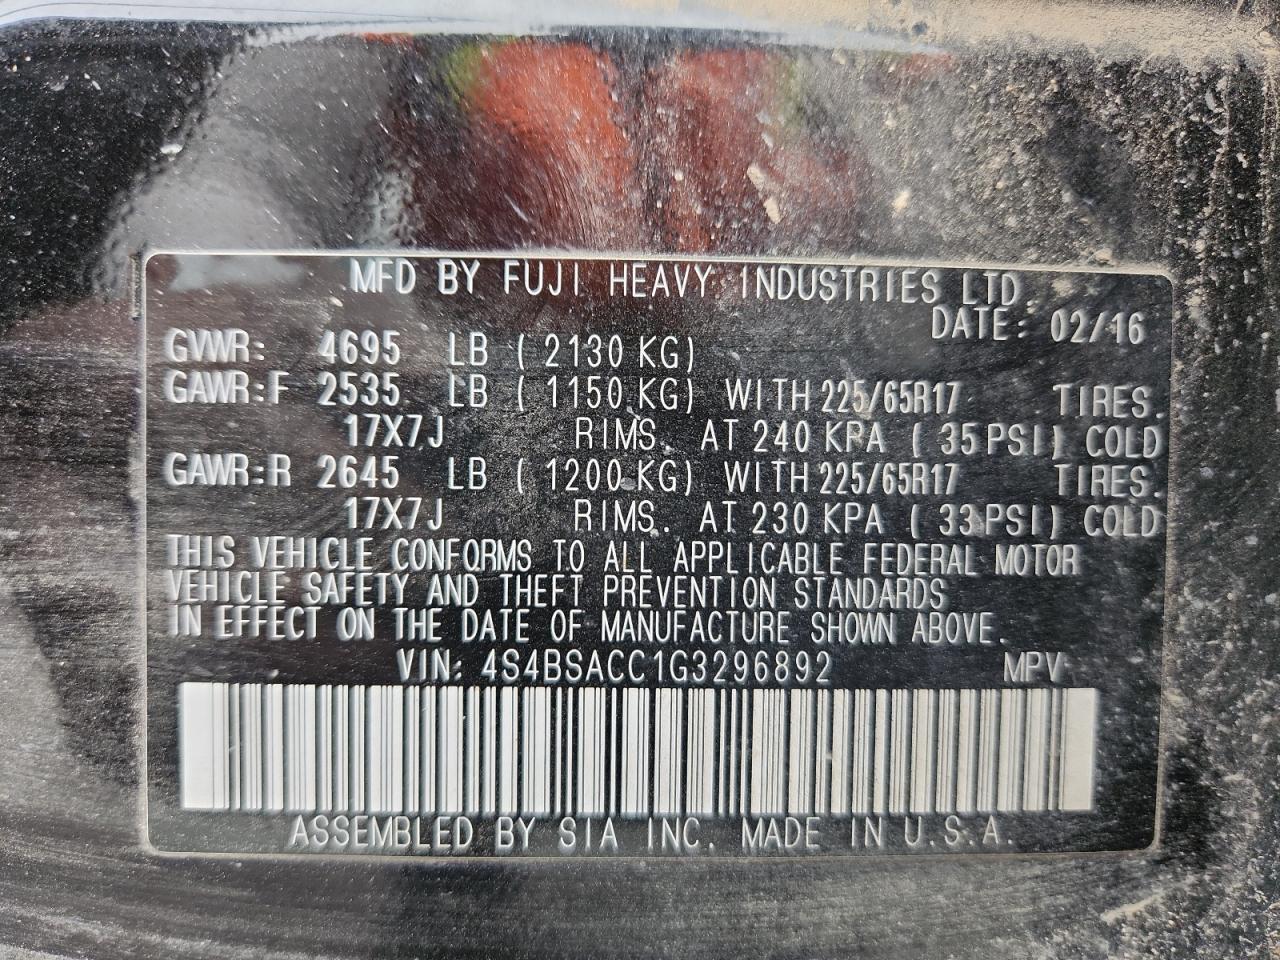 MFD BY FUJI HEAVY INDUSTRIES LTD.
DATE: 02/16
GVWR: 4695 LB ( 2130 KG)
GAWR:F 2535 LB ( 1150 KG) WITH 225/65R17 TIRES.
17X7J RIMS. AT 240 KPA ( 35 PSI) COLD
GAWR:R 2645 LB ( 1200 KG) WITH 225/65R17 TIRES.
17X7J RIMS. AT 230 KPA ( 33 PSI) COLD
THIS VEHICLE CONFORMS TO ALL APPLICABLE FEDERAL MOTOR
VEHICLE SAFETY AND THEFT PREVENTION STANDARDS
IN EFFECT ON THE DATE OF MANUFACTURE SHOWN ABOVE.
VIN: 4S4BSACC1G3296892 MPV
ASSEMBLED BY SIA INC. MADE IN U.S.A.